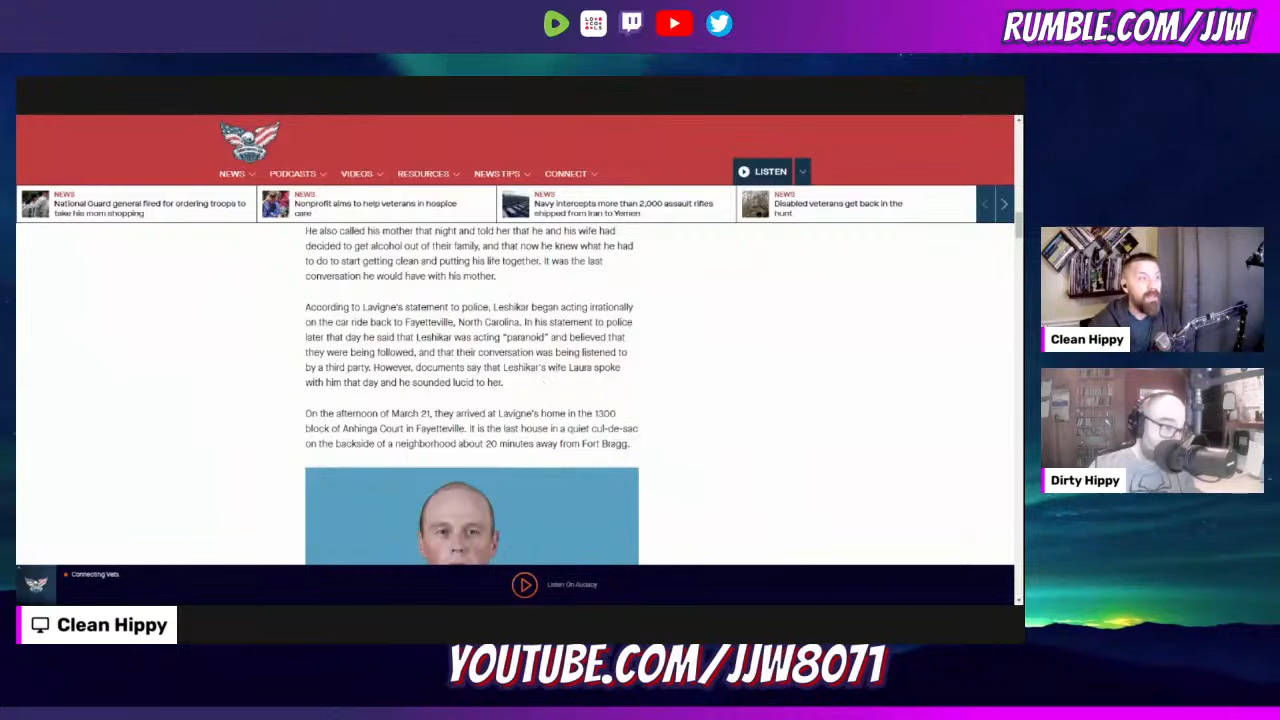 RUMBLE.COM/JJW
NEWS
PODCASTS
VIDEOS
RESOURCES
NEWS TIPS
CONNECT
LISTEN
NEWS
National Guard general fired for ordering troops to
take his mom shopping
NEWS
Nonprofit aims to help veterans in hospice
care
NEWS
Navy intercepts more than 2,000 assault rifles
shipped from Iran to Yemen
NEWS
Disabled veterans get back in the
hunt
He also called his mother that night and told her that he and his wife had
decided to get alcohol out of their family, and that now he knew what he had
to do to start getting clean and putting his life together. It was the last
conversation he would have with his mother.
According to Lavigne's statement to police, Leshikar began acting irrationally
on the car ride back to Fayetteville, North Carolina. In his statement to police
later that day he said that Leshikar was acting "paranoid" and believed that
they were being followed, and that their conversation was being listened to
by a third party. However, documents say that Leshikar's wife Laura spoke
with him that day and he sounded lucid to her.
On the afternoon of March 21, they arrived at Lavigne's home in the 1300
block of Anhinga Court in Fayetteville. It is the last house in a quiet cul-de-sac
on the backside of a neighborhood about 20 minutes away from Fort Bragg.
Connecting Vets
Listen On Audacy
Clean Hippy
Dirty Hippy
Clean Hippy
YOUTUBE.COM/JJW8071